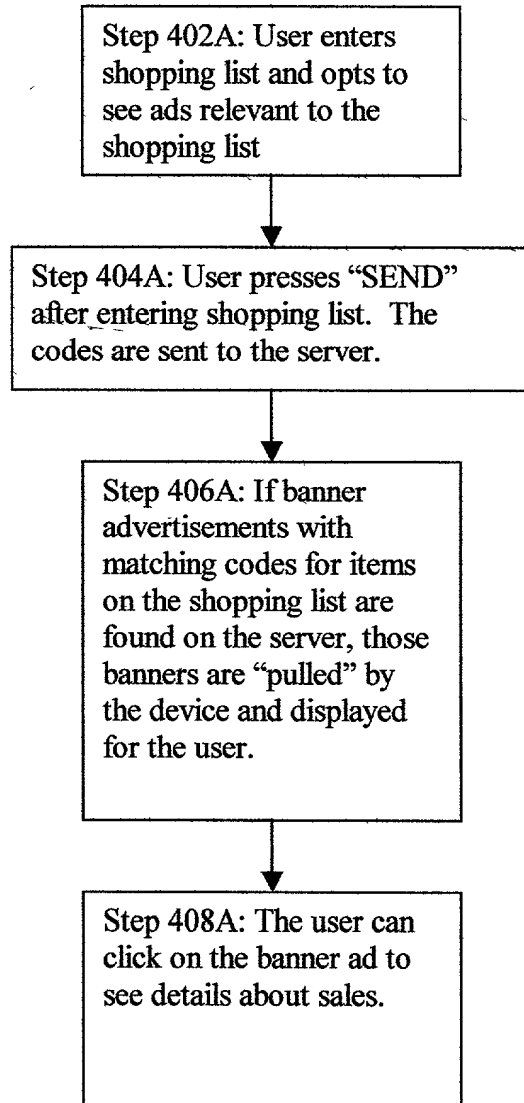 Step 402A: User enters
shopping list and opts to
see ads relevant to the
shopping list
Step 404A: User presses “SEND”
after entering shopping list. The
codes are sent to the server.
Step 406A: If banner
advertisements with
matching codes for items
on the shopping list are
found on the server, those
banners are “pulled” by
the device and displayed
for the user.
Step 408A: The user can
click on the banner ad to
see details about sales.